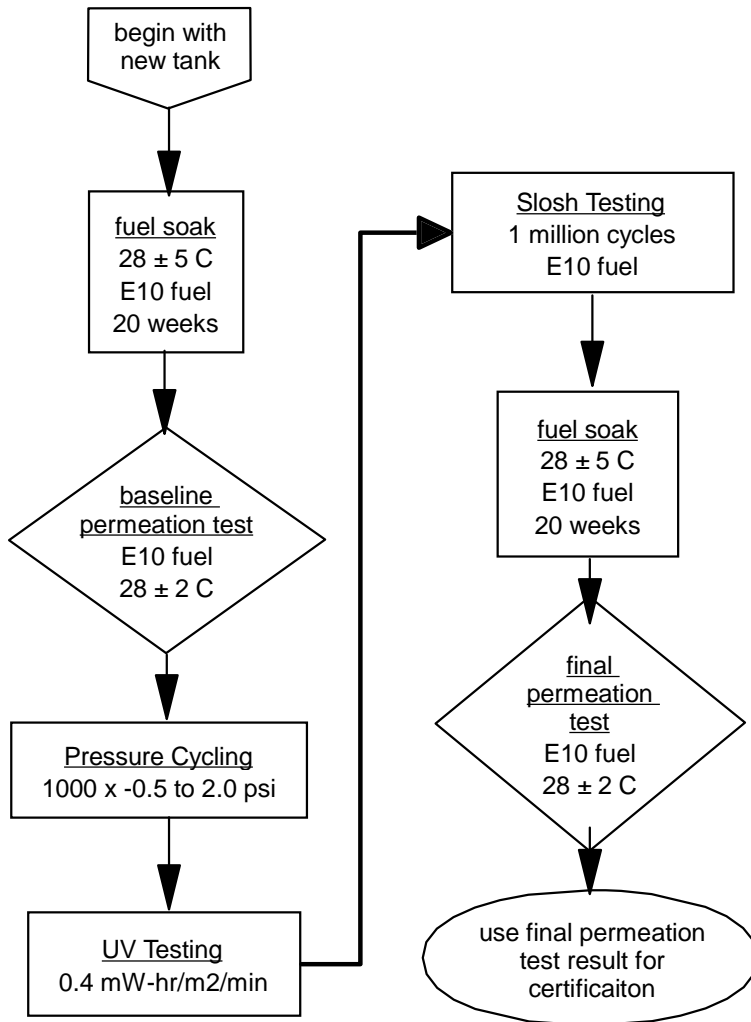 begin with
new tank
fuel soak
28 ± 5 C
E10 fuel
20 weeks
baseline
permeation test
E10 fuel
28 ± 2 C
Pressure Cycling
1000 x -0.5 to 2.0 psi
UV Testing
0.4 mW-hr/m2/min
Slosh Testing
1 million cycles
E10 fuel
fuel soak
28 ± 5 C
E10 fuel
20 weeks
final
permeation
test
E10 fuel
28 ± 2 C
use final permeation
test result for
certificaiton